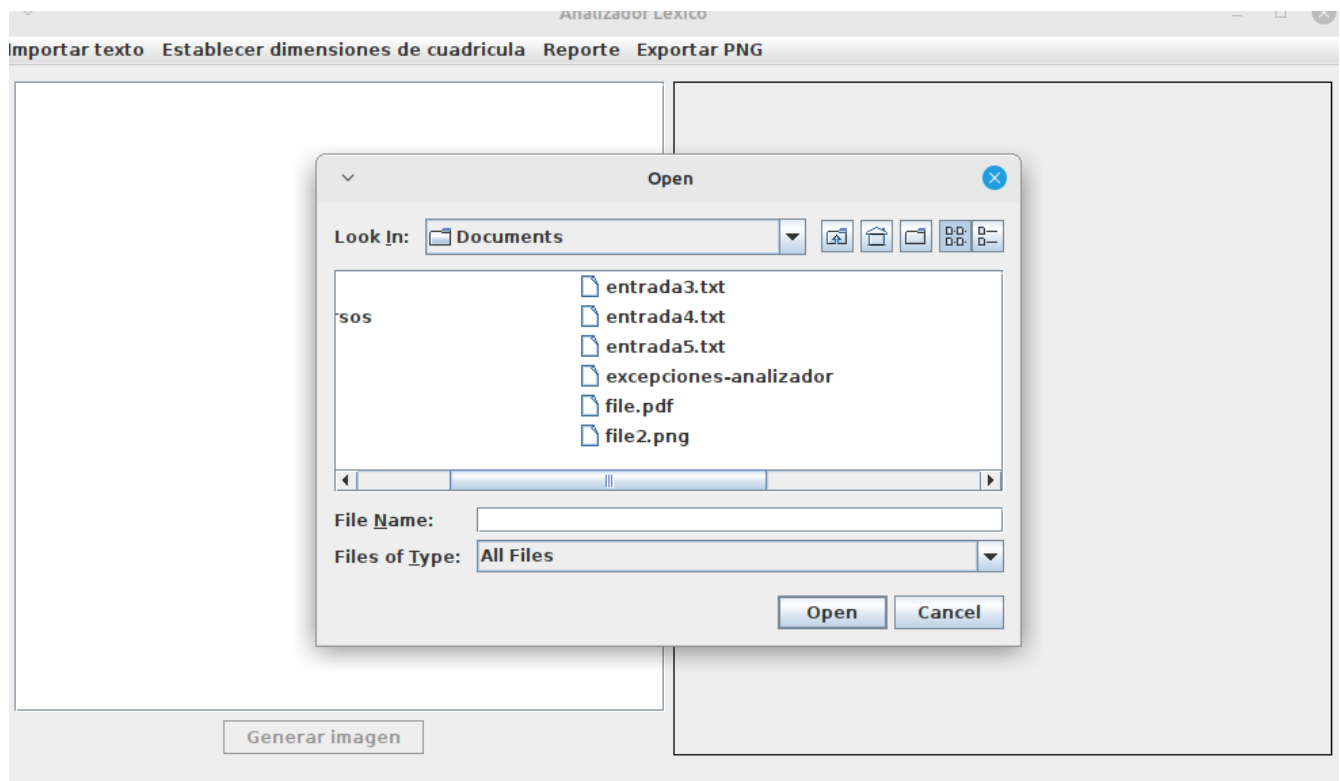 Analizador Lexico
Importar texto Establecer dimensiones de cuadricula Reporte Exportar PNG
Open
Look In: Documents
entrada3.txt
rsos entrada4.txt
entrada5.txt
excepciones-analizador
file.pdf
file2.png
File Name:
Files of Type: All Files
Open Cancel
Generar imagen